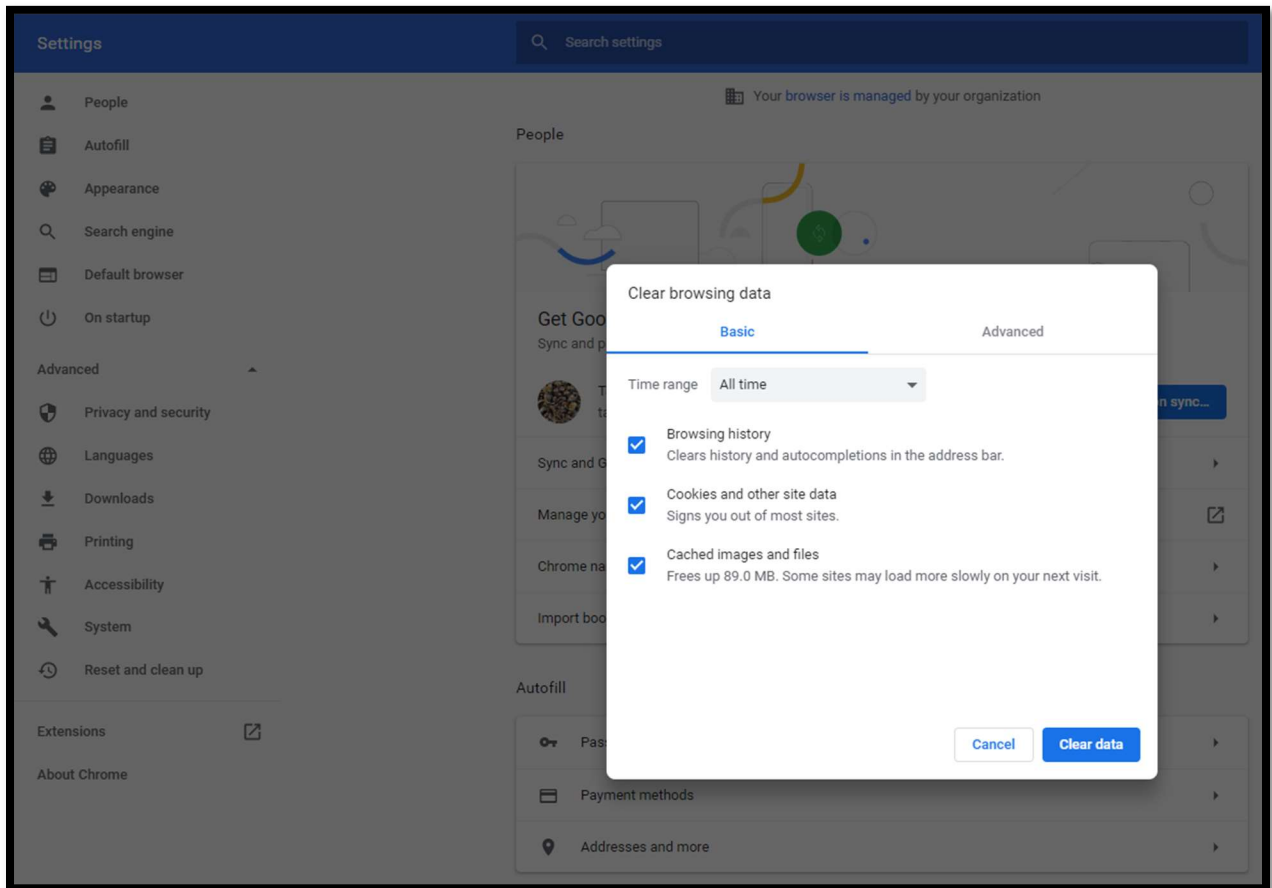 Settings
Search settings
People
Autofill
Appearance
Search engine
Default browser
On startup
Advanced
Privacy and security
Languages
Downloads
Printing
Accessibility
System
Reset and clean up
Extensions
About Chrome
Your browser is managed by your organization
People
Get Goo
Sync and p
n sync...
Sync and G
Manage yo
Chrome na
Import boo
Clear browsing data
Basic
Advanced
Time range All time
Browsing history
Clears history and autocompletions in the address bar.
Cookies and other site data
Signs you out of most sites.
Cached images and files
Frees up 89.0 MB. Some sites may load more slowly on your next visit.
Cancel
Clear data
Autofill
Pas
Payment methods
Addresses and more